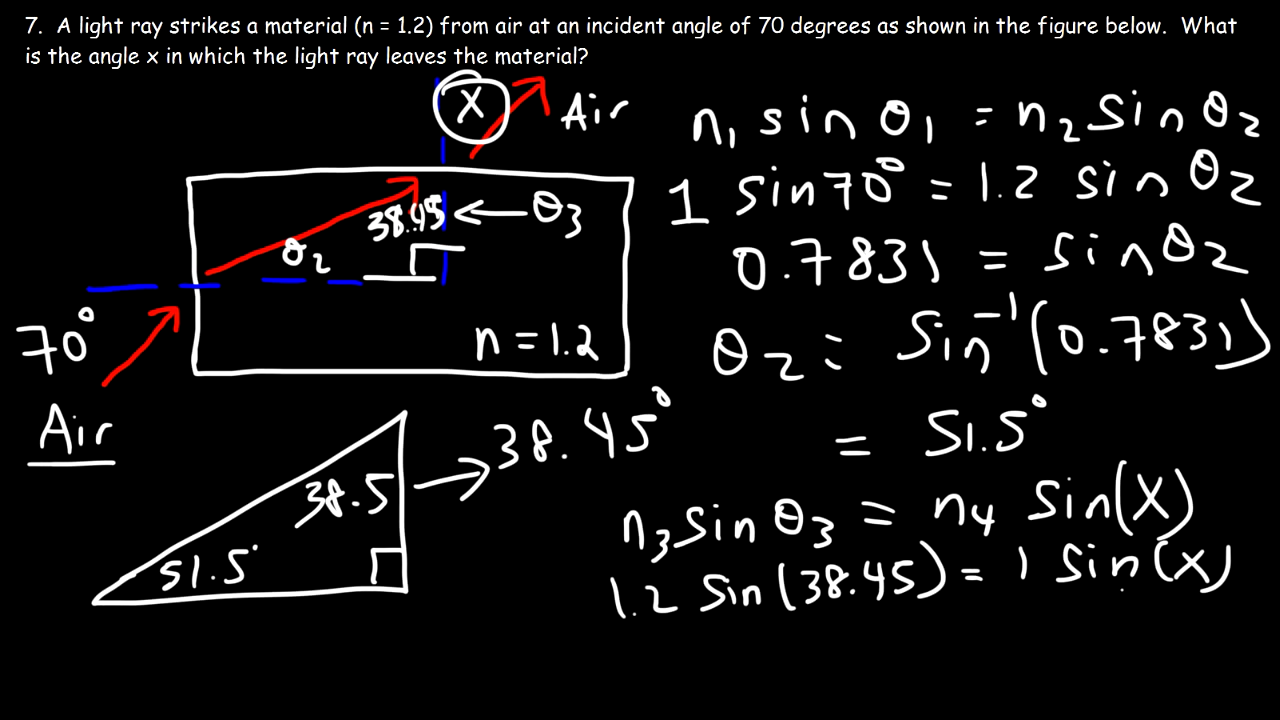 7. A light ray strikes a material (n = 1.2) from air at an incident angle of 70 degrees as shown in the figure below. What
is the angle x in which the light ray leaves the material?
X
Air
38.45 ← θ3
θ2
n = 1.2
70°
Air
38.5 → 38.45°
51.5°
n₁ sin θ₁ = n₂ sin θ₂
1 sin 70° = 1.2 sin θ₂
0.7831 = sin θ₂
θ₂ = sin⁻¹(0.7831)
= 51.5°
n₃ sin θ₃ = n₄ sin(x)
1.2 sin(38.45) = 1 sin(x)